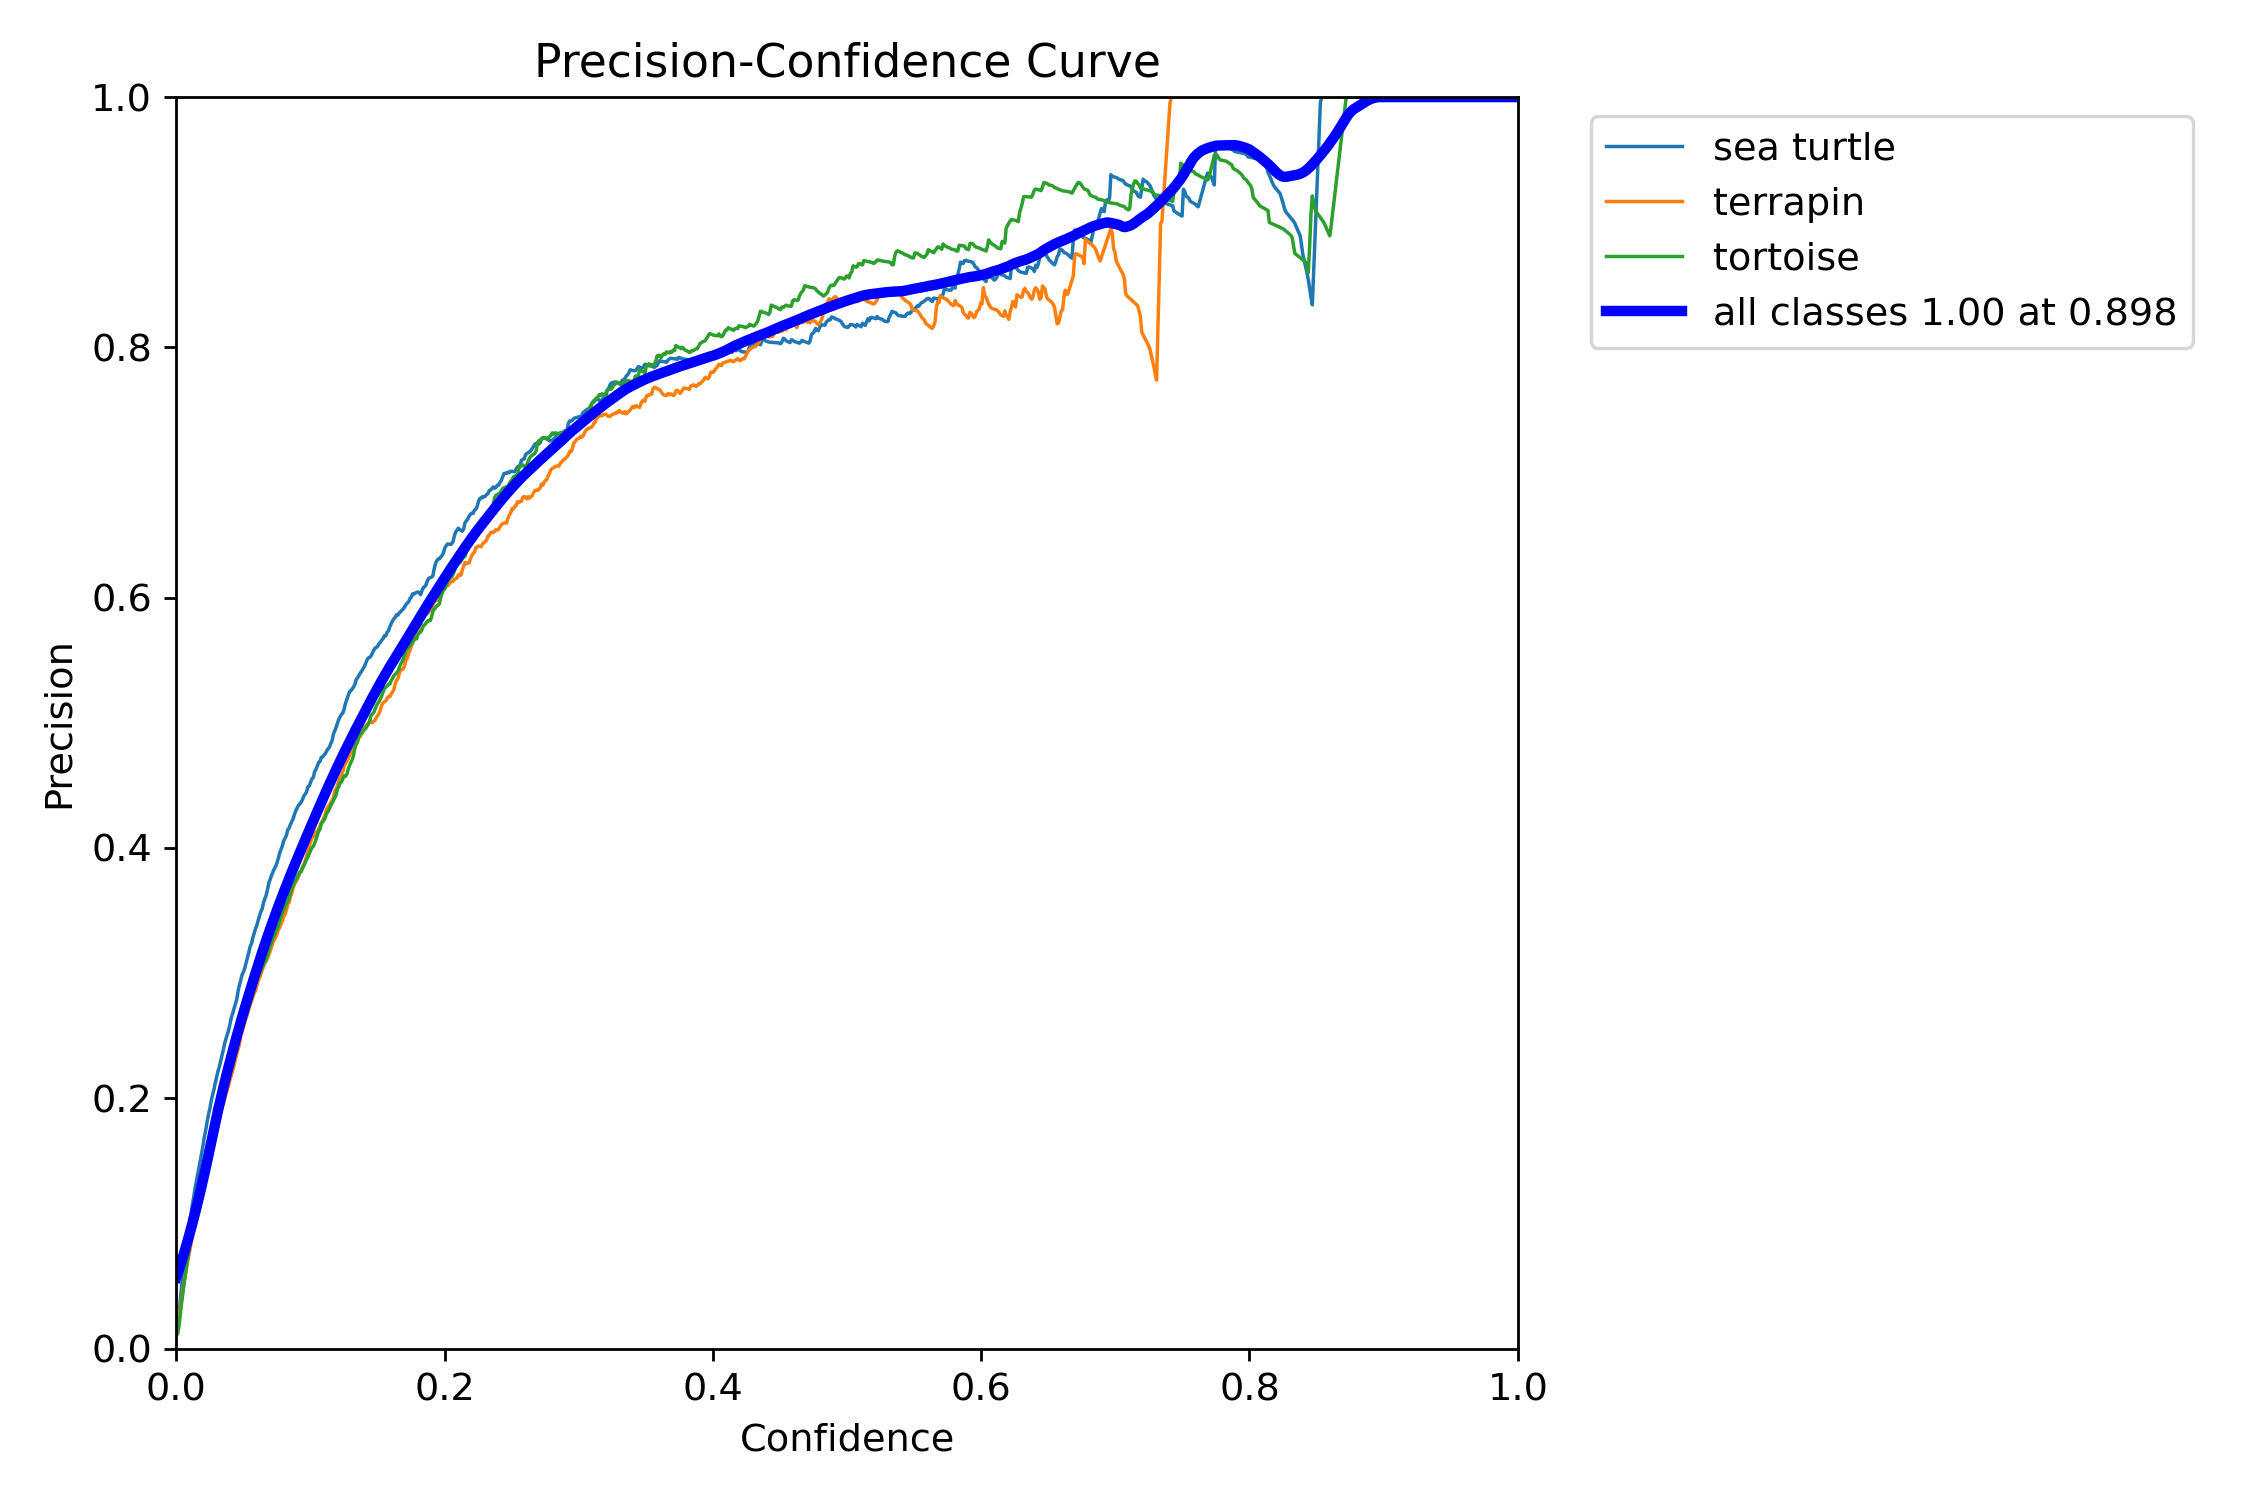 Precision-Confidence Curve
1.0
0.8
0.6
0.4
0.2
0.0
Precision
0.0 0.2 0.4 0.6 0.8 1.0
Confidence
sea turtle
terrapin
tortoise
all classes 1.00 at 0.898